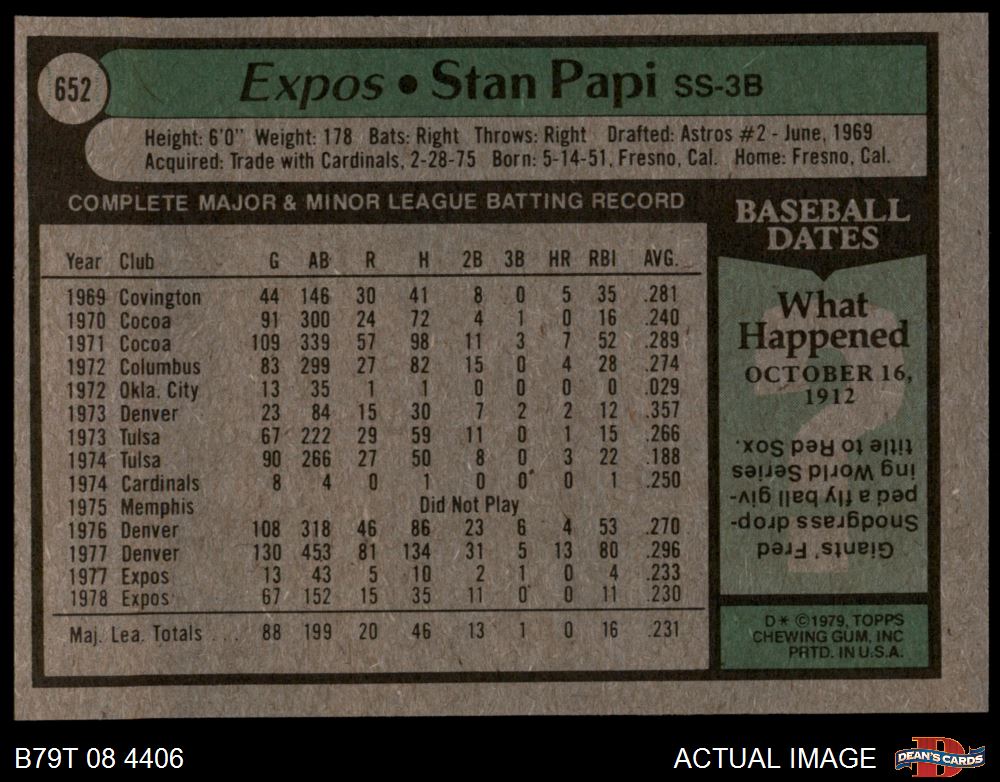 652
Expos • Stan Papi SS-3B
Height: 6'0" Weight: 178 Bats: Right Throws: Right Drafted: Astros #2 - June, 1969
Acquired: Trade with Cardinals, 2-28-75 Born: 5-14-51, Fresno, Cal. Home: Fresno, Cal.
COMPLETE MAJOR & MINOR LEAGUE BATTING RECORD
Year Club G AB R H 2B 3B HR RBI AVG.
1969 Covington 44 146 30 41 8 0 5 35 .281
1970 Cocoa 91 300 24 72 4 1 0 16 .240
1971 Cocoa 109 339 57 98 11 3 7 52 .289
1972 Columbus 83 299 27 82 15 0 4 28 .274
1972 Okla. City 13 35 1 1 0 0 0 0 .029
1973 Denver 23 84 15 30 7 2 2 12 .357
1973 Tulsa 67 222 29 59 11 0 1 15 .266
1974 Tulsa 90 266 27 50 8 0 3 22 .188
1974 Cardinals 8 4 0 1 0 0 0 1 .250
1975 Memphis Did Not Play
1976 Denver 108 318 46 86 23 6 4 53 .270
1977 Denver 130 453 81 134 31 5 13 80 .296
1977 Expos 13 43 5 10 2 1 0 4 .233
1978 Expos 67 152 15 35 11 0 0 11 .230
Maj. Lea. Totals ... 88 199 20 46 13 1 0 16 .231
BASEBALL
DATES
What
Happened
OCTOBER 16,
1912
Giants' Fred
Snodgrass drop-
ped a fly ball giv-
ing World Series
title to Red Sox.
D* ©1979, TOPPS
CHEWING GUM, INC
PRTD. IN U.S.A.
B79T 08 4406
ACTUAL IMAGE
D
DEAN'S CARDS